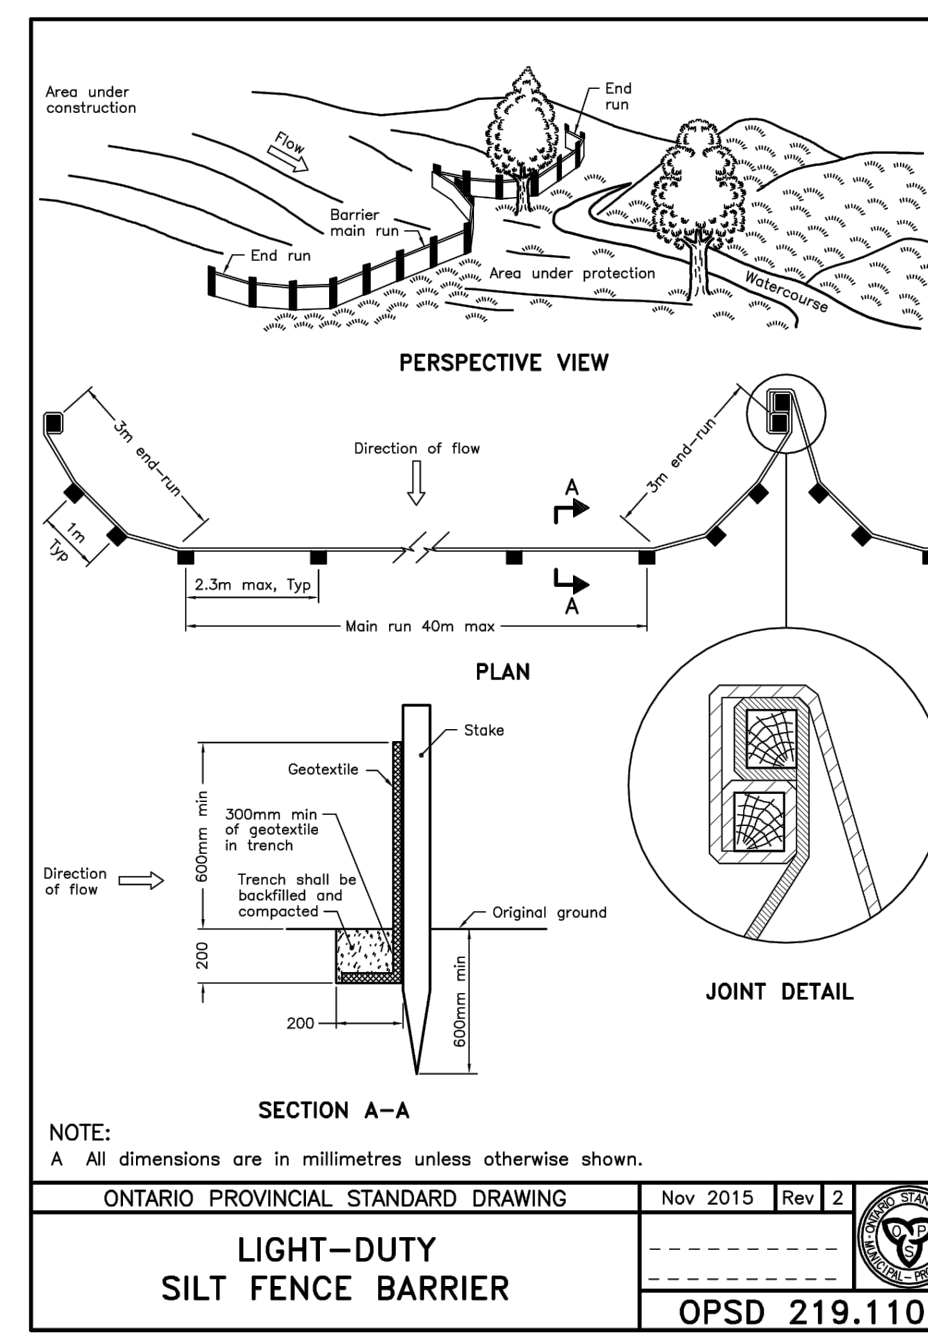 Area under
construction
End
run
Flow
Barrier
main run
End run
Area under protection
Watercourse
PERSPECTIVE VIEW
3m end-run
Direction of flow
3m end-run
A
1m
Typ
2.3m max, Typ
A
Main run 40m max
PLAN
Stake
Geotextile
600mm min
300mm min
of geotextile
in trench
Direction
of flow
Trench shall be
backfilled and
compacted
Original ground
200
600mm min
200
JOINT DETAIL
SECTION A-A
NOTE:
A All dimensions are in millimetres unless otherwise shown.
ONTARIO PROVINCIAL STANDARD DRAWING
Nov 2015 Rev 2
LIGHT-DUTY
SILT FENCE BARRIER
O P
S
OPSD 219.110